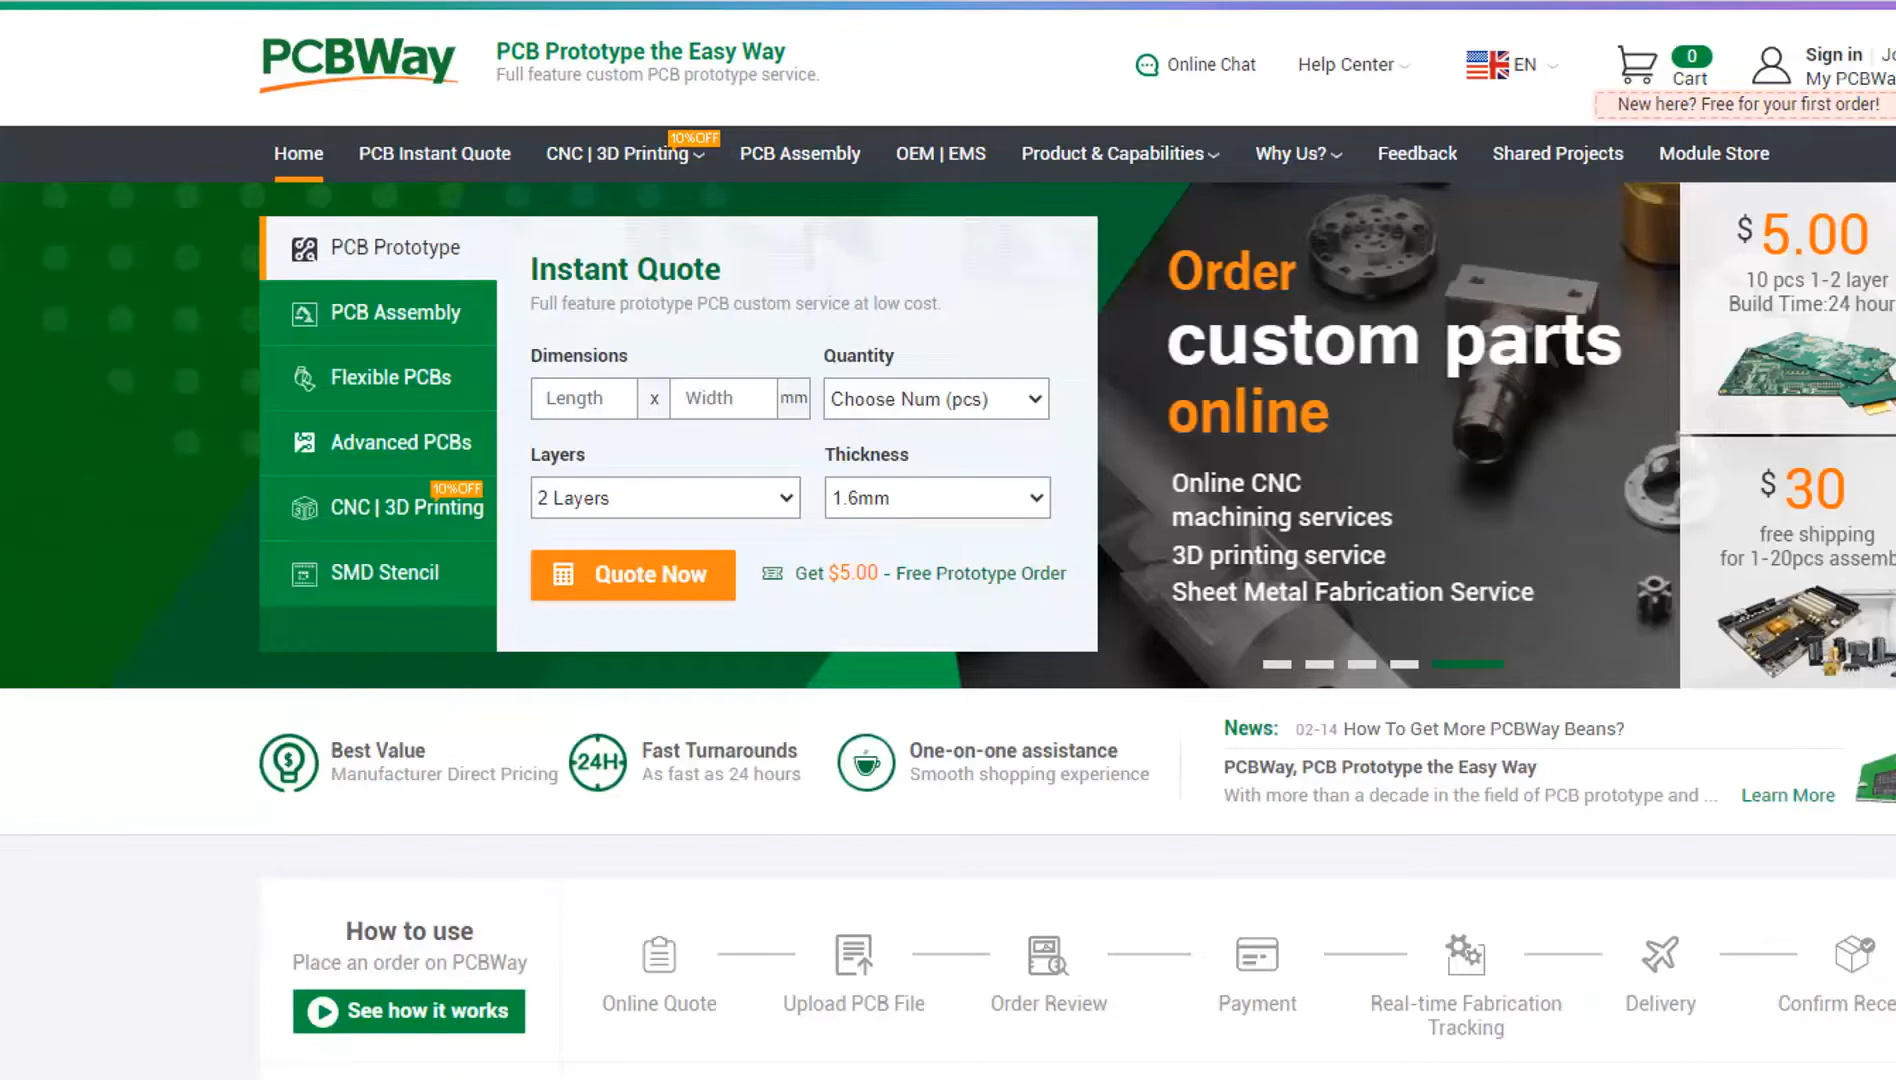 PCBWay
PCB Prototype the Easy Way
Full feature custom PCB prototype service.
Online Chat
Help Center
EN
0
Cart
Sign in
My PCBWa
New here? Free for your first order!
Home
PCB Instant Quote
CNC | 3D Printing
10%OFF
PCB Assembly
OEM | EMS
Product & Capabilities
Why Us?
Feedback
Shared Projects
Module Store
PCB Prototype
PCB Assembly
Flexible PCBs
Advanced PCBs
10%OFF
CNC | 3D Printing
SMD Stencil
Instant Quote
Full feature prototype PCB custom service at low cost.
Dimensions
Quantity
Length x Width mm
Choose Num (pcs)
Layers
Thickness
2 Layers
1.6mm
Quote Now
Get $5.00 - Free Prototype Order
Order
custom parts
online
Online CNC
machining services
3D printing service
Sheet Metal Fabrication Service
$ 5.00
10 pcs 1-2 layer
Build Time:24 hour
$ 30
free shipping
for 1-20pcs assemb
Best Value
Manufacturer Direct Pricing
24H
Fast Turnarounds
As fast as 24 hours
One-on-one assistance
Smooth shopping experience
News: 02-14 How To Get More PCBWay Beans?
PCBWay, PCB Prototype the Easy Way
With more than a decade in the field of PCB prototype and ... Learn More
How to use
Place an order on PCBWay
See how it works
Online Quote
Upload PCB File
Order Review
Payment
Real-time Fabrication
Tracking
Delivery
Confirm Rece